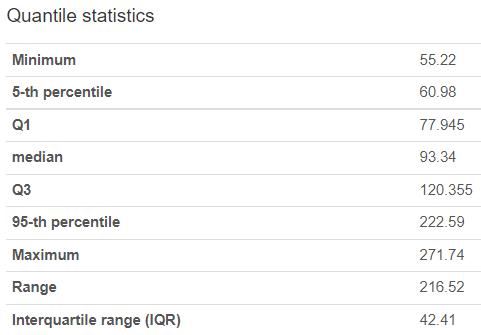 Quantile statistics
Minimum 55.22
5-th percentile 60.98
Q1 77.945
median 93.34
Q3 120.355
95-th percentile 222.59
Maximum 271.74
Range 216.52
Interquartile range (IQR) 42.41